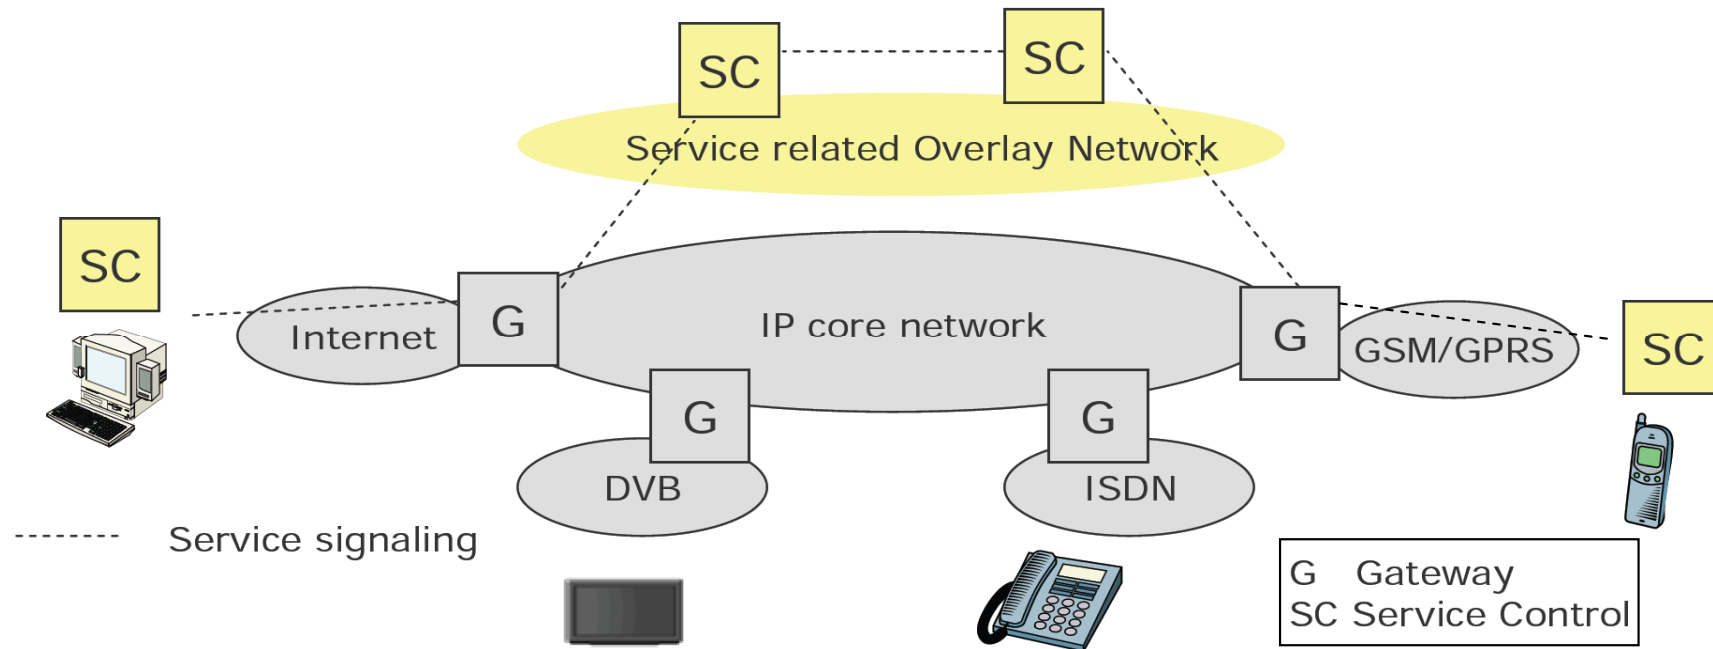 SC
SC
Service related Overlay Network
SC
G
Internet
IP core network
G
GSM/GPRS
SC
G
G
DVB
ISDN
Service signaling
G Gateway
SC Service Control